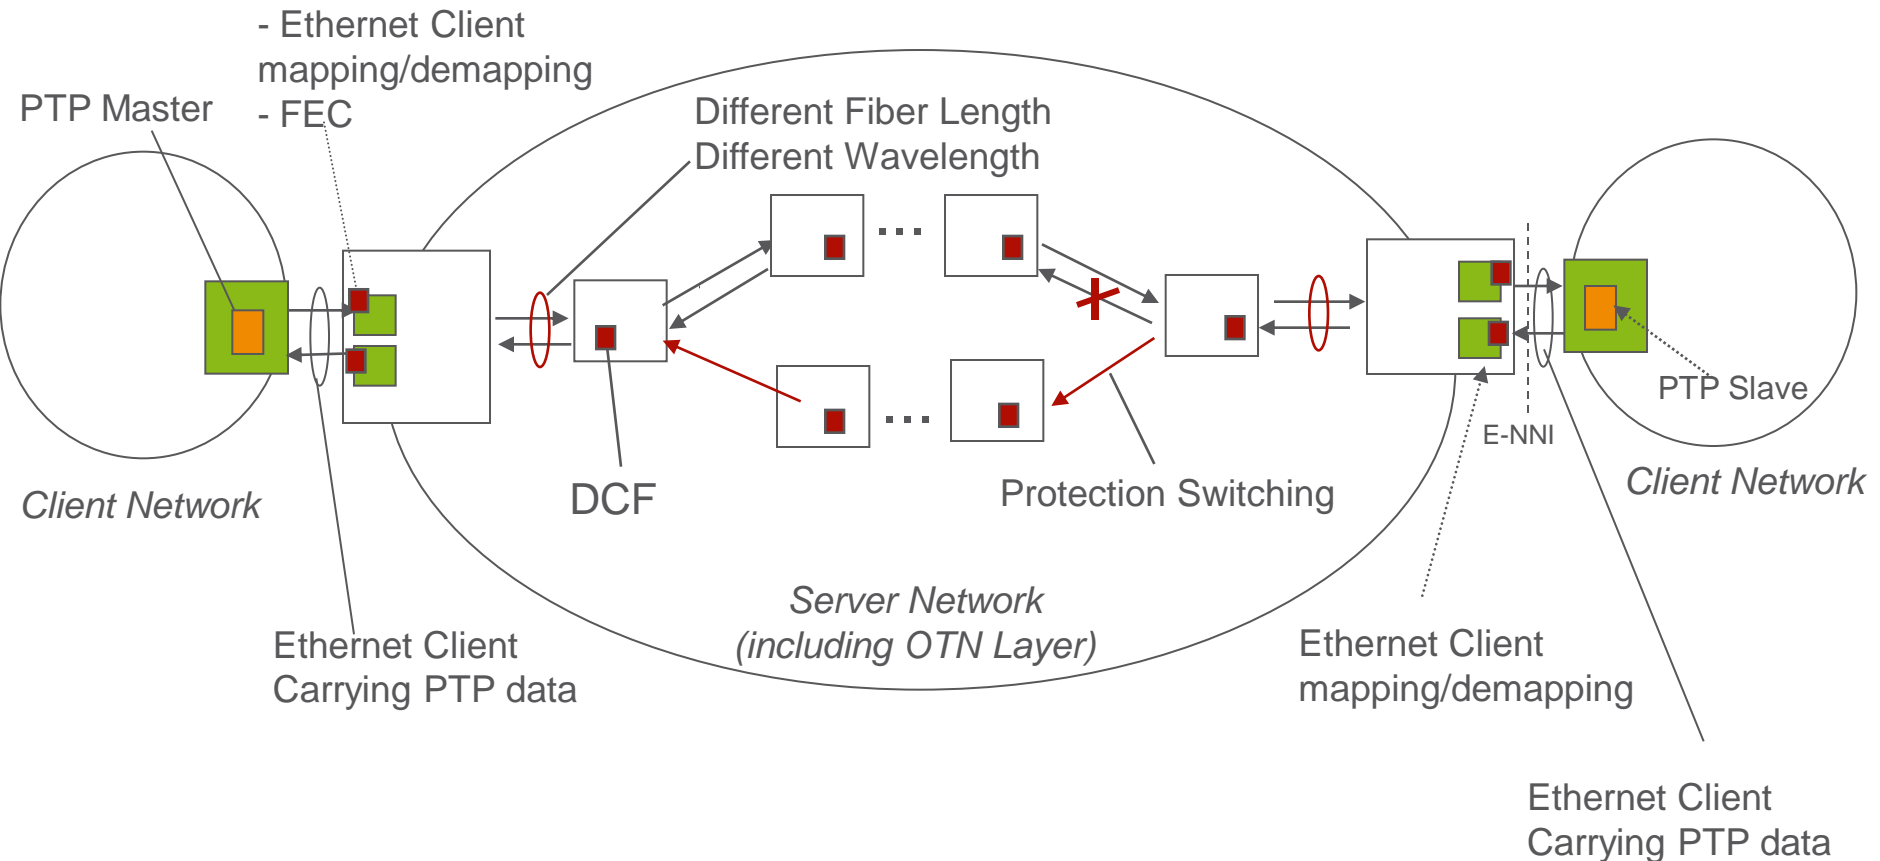 - Ethernet Client
mapping/demapping
- FEC
PTP Master
Different Fiber Length
Different Wavelength
PTP Slave
E-NNI
Client Network
DCF
Protection Switching
Client Network
Server Network
(including OTN Layer)
Ethernet Client
Carrying PTP data
Ethernet Client
mapping/demapping
Ethernet Client
Carrying PTP data